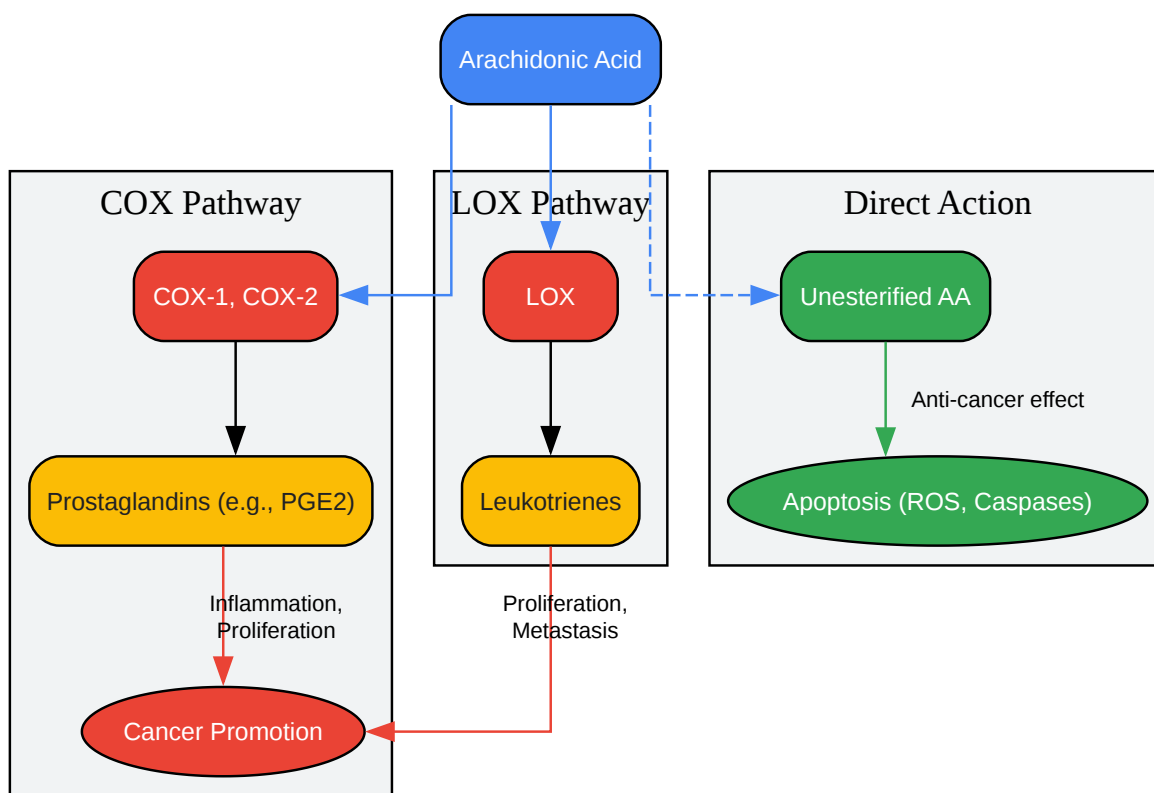 Arachidonic Acid
COX Pathway
LOX Pathway
Direct Action
COX-1, COX-2
LOX
Unesterified AA
Anti-cancer effect
Prostaglandins (e.g., PGE2)
Leukotrienes
Apoptosis (ROS, Caspases)
Inflammation,
Proliferation
Proliferation,
Metastasis
Cancer Promotion